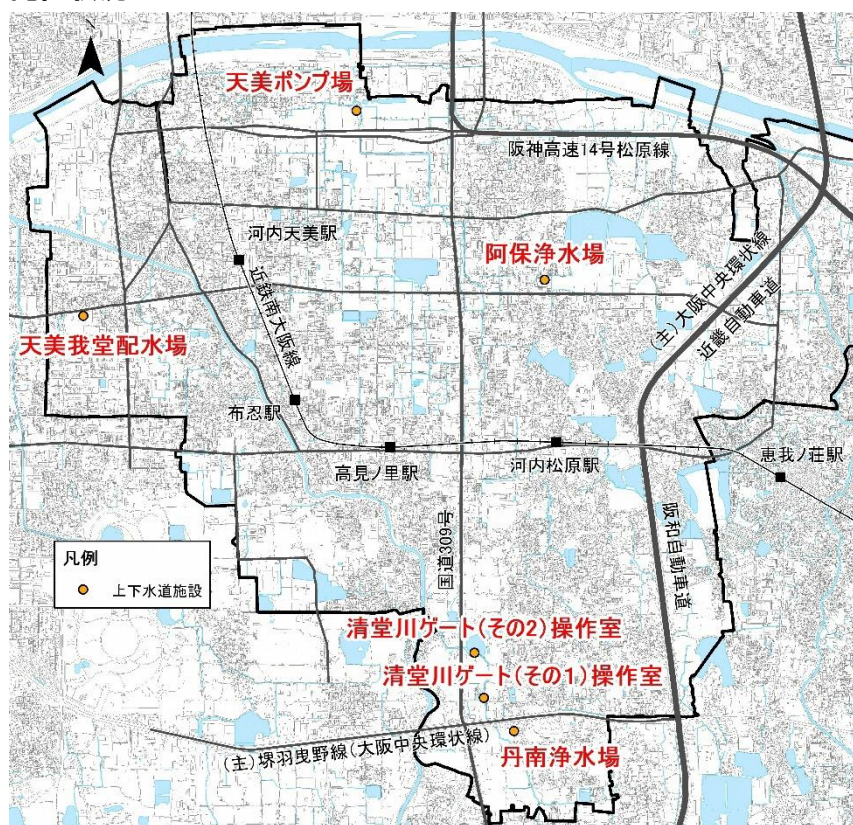 天美ポンプ場
阪神高速14号松原線
河内天美駅
阿保浄水場
(主)大阪中央環状線
近畿自動車道
近鉄南大阪線
天美我堂配水場
布忍駅
高見ノ里駅
河内松原駅
恵我ノ荘駅
国道309号
阪和自動車道
凡例
上下水道施設
清堂川ゲート(その2)操作室
清堂川ゲート(その1)操作室
(主)堺羽曳野線(大阪中央環状線)
丹南浄水場